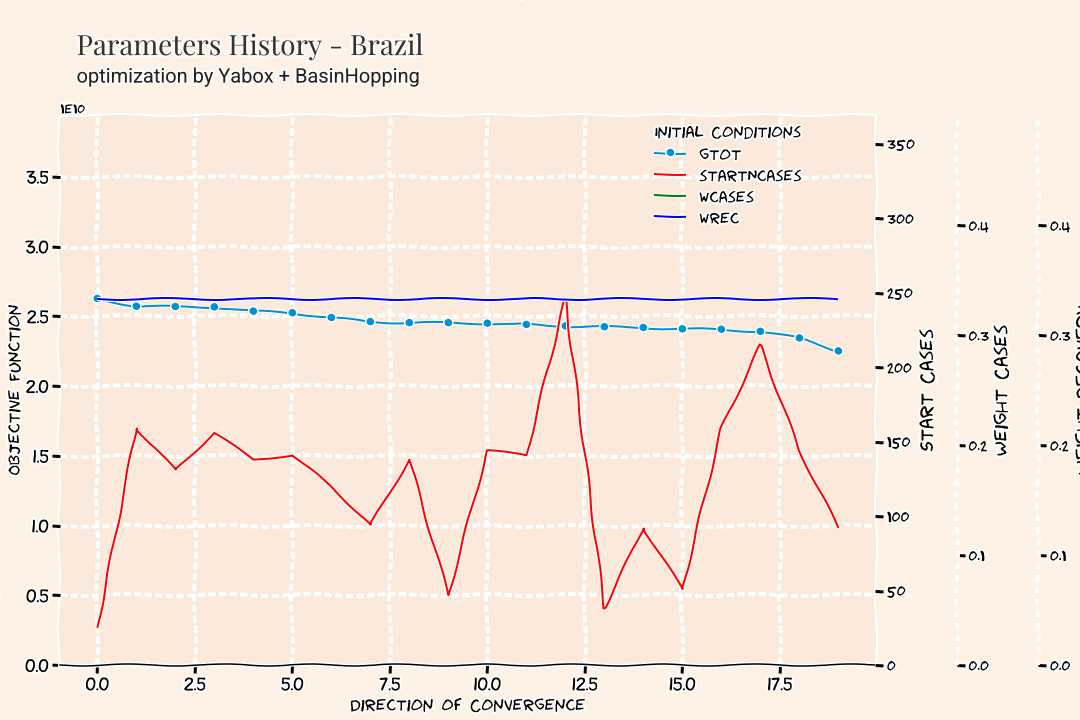 Parameters History - Brazil
optimization by Yabox + BasinHopping
1E10
INITIAL CONDITIONS
GTOT
STARTNCASES
WCASES
WREC
OBJECTIVE FUNCTION
3.5
3.0
2.5
2.0
1.5
1.0
0.5
0.0
0.0 2.5 5.0 7.5 10.0 12.5 15.0 17.5
DIRECTION OF CONVERGENCE
350
300
250
200
150
100
50
0
START CASES
0.4
0.3
0.2
0.1
0.0
WEIGHT CASES
0.4
0.3
0.2
0.1
0.0